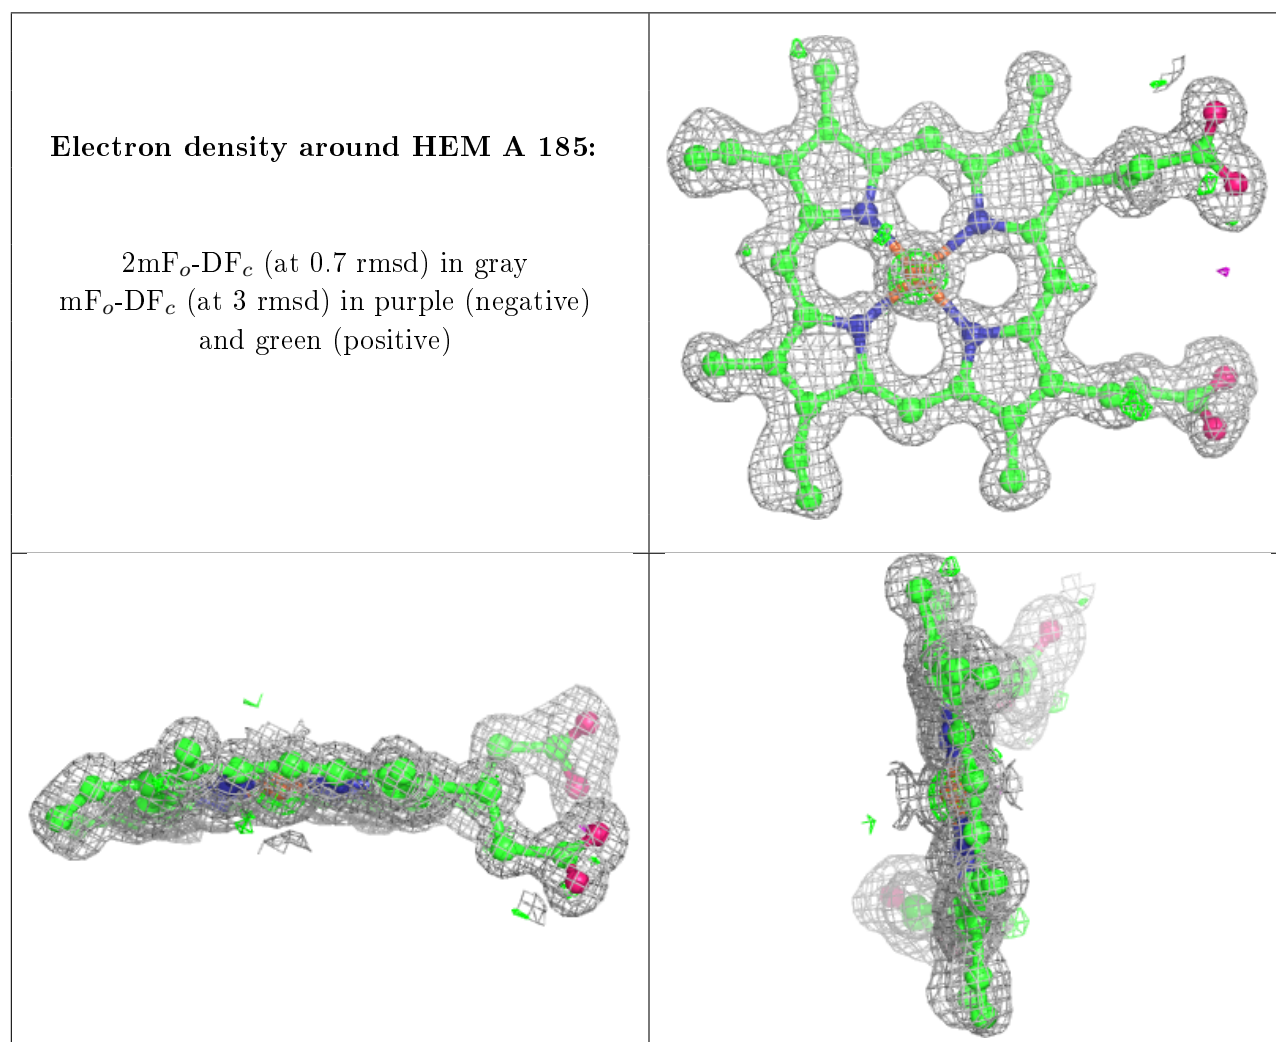 Electron density around HEM A 185:
2mFₒ-DF𝒸 (at 0.7 rmsd) in gray
mFₒ-DF𝒸 (at 3 rmsd) in purple (negative)
and green (positive)